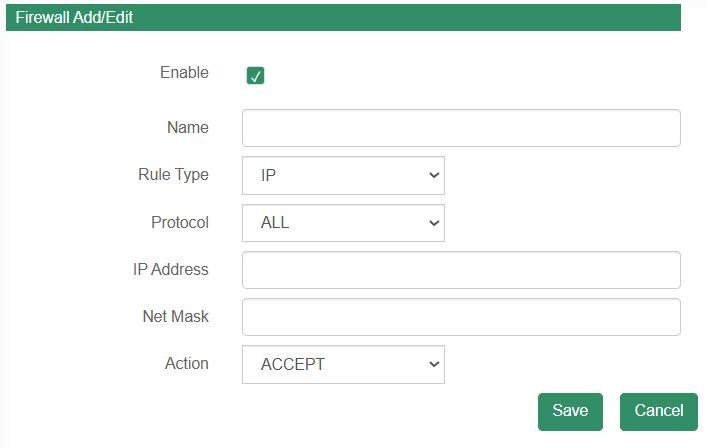 Firewall Add/Edit
Enable
Name
Rule Type IP
Protocol ALL
IP Address
Net Mask
Action ACCEPT
Save Cancel